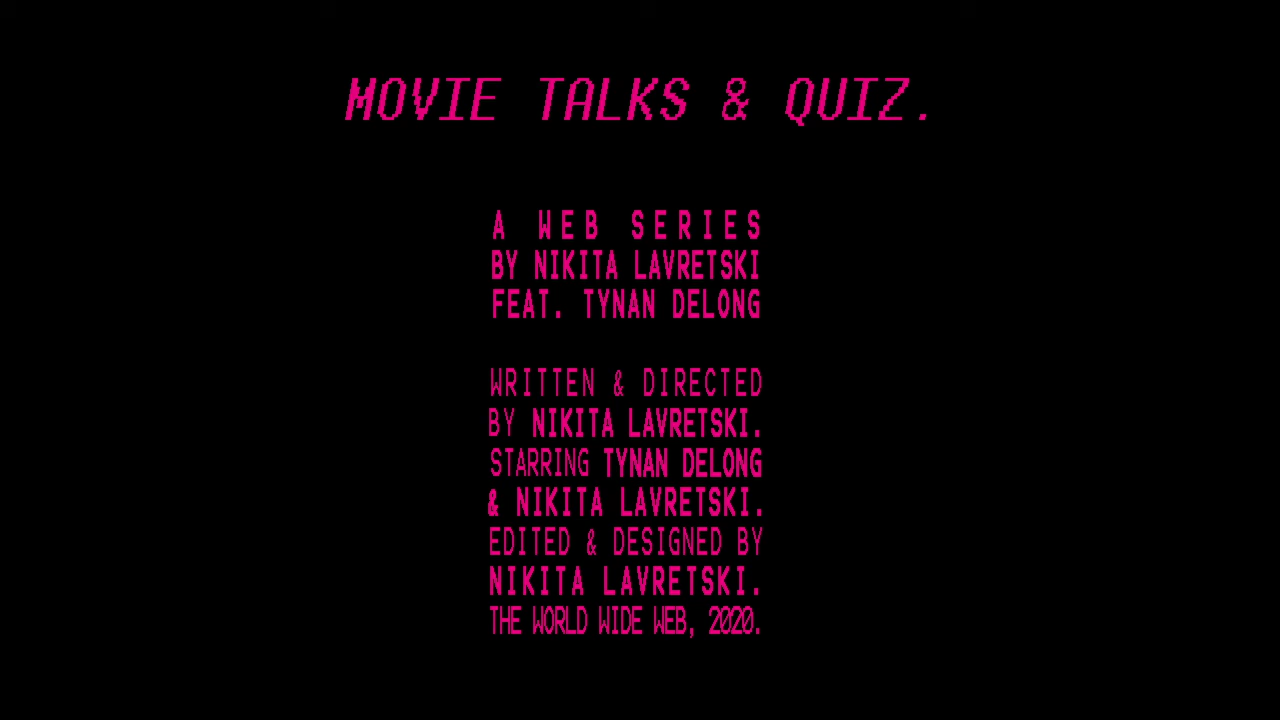 MOVIE TALKS & QUIZ.
A WEB SERIES
BY NIKITA LAVRETSKI
FEAT. TYNAN DELONG
WRITTEN & DIRECTED
BY NIKITA LAVRETSKI.
STARRING TYNAN DELONG
& NIKITA LAVRETSKI.
EDITED & DESIGNED BY
NIKITA LAVRETSKI.
THE WORLD WIDE WEB, 2020.